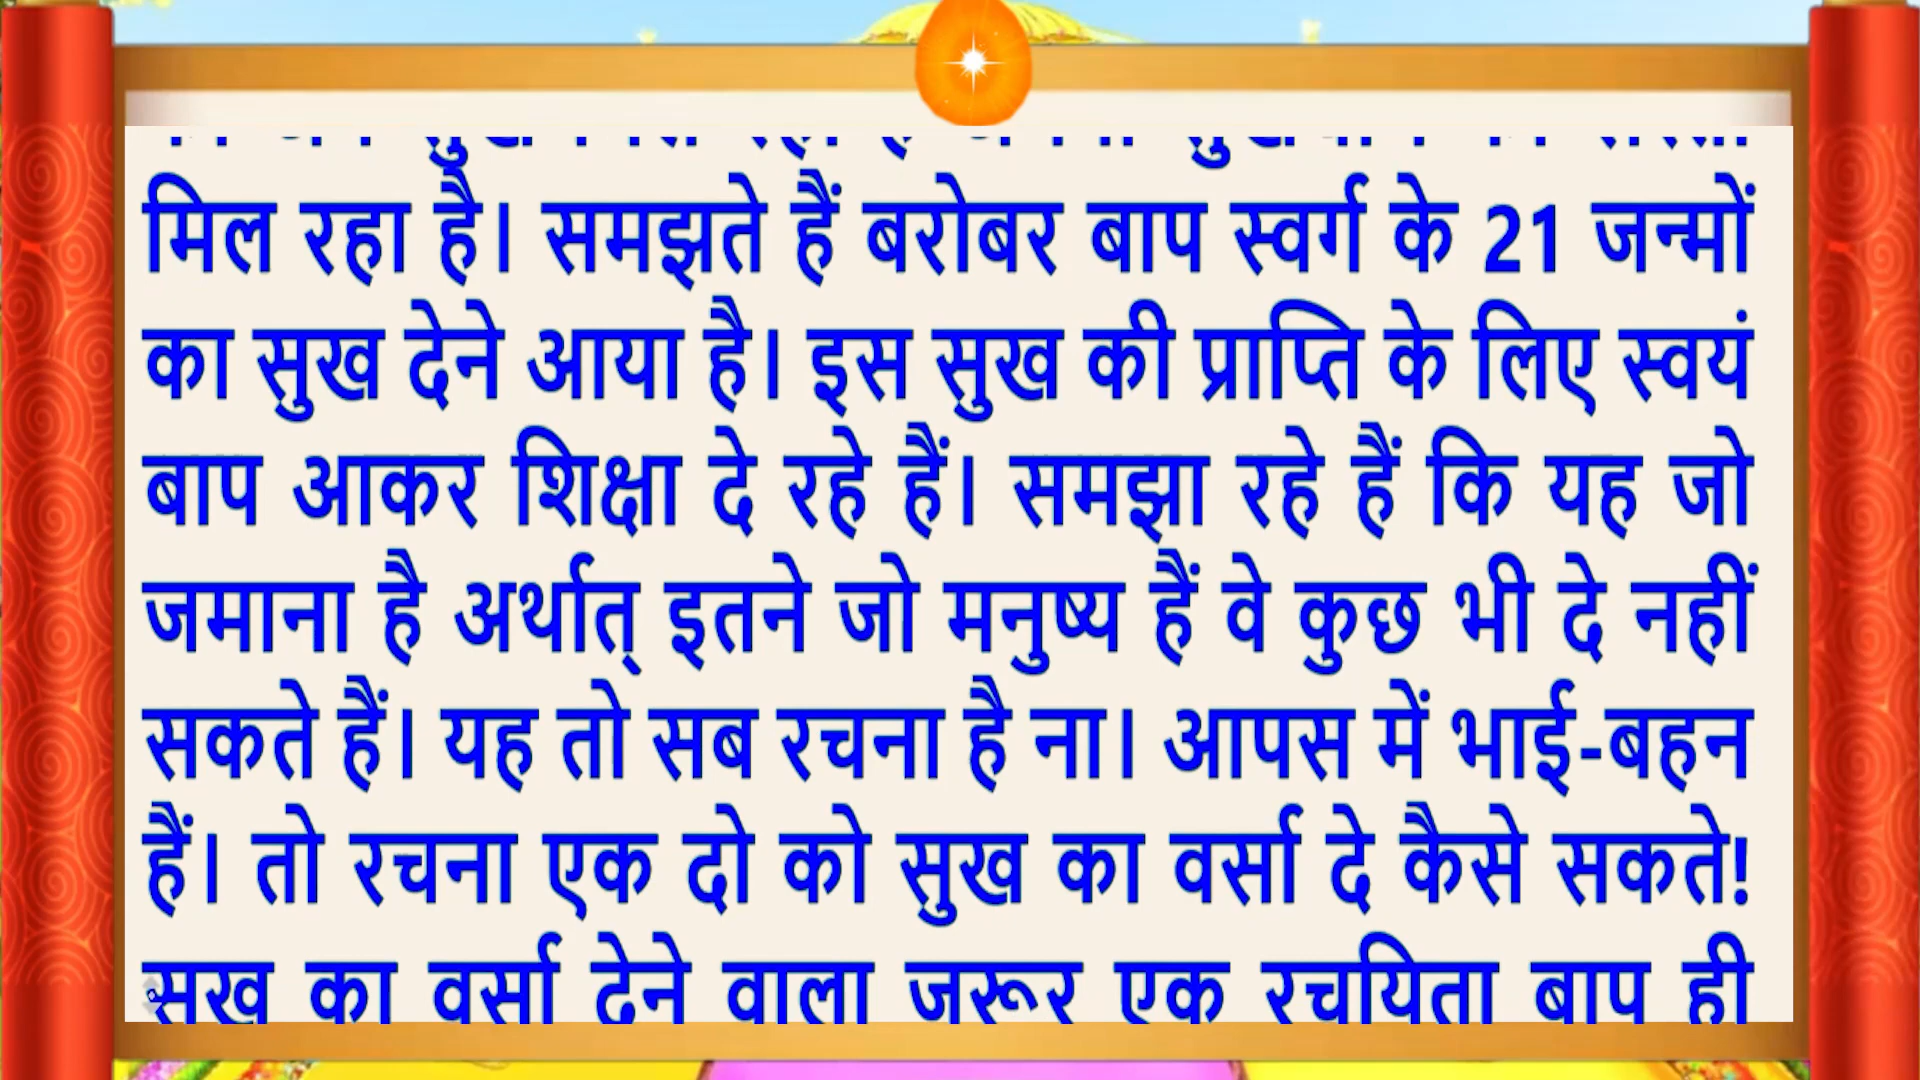 मिल रहा है। समझते हैं बरोबर बाप स्वर्ग के 21 जन्मों
का सुख देने आया है। इस सुख की प्राप्ति के लिए स्वयं
बाप आकर शिक्षा दे रहे हैं। समझा रहे हैं कि यह जो
जमाना है अर्थात् इतने जो मनुष्य हैं वे कुछ भी दे नहीं
सकते हैं। यह तो सब रचना है ना। आपस में भाई-बहन
हैं। तो रचना एक दो को सुख का वर्सा दे कैसे सकते!
सुख का वर्सा देने वाला जरूर एक रचयिता बाप ही